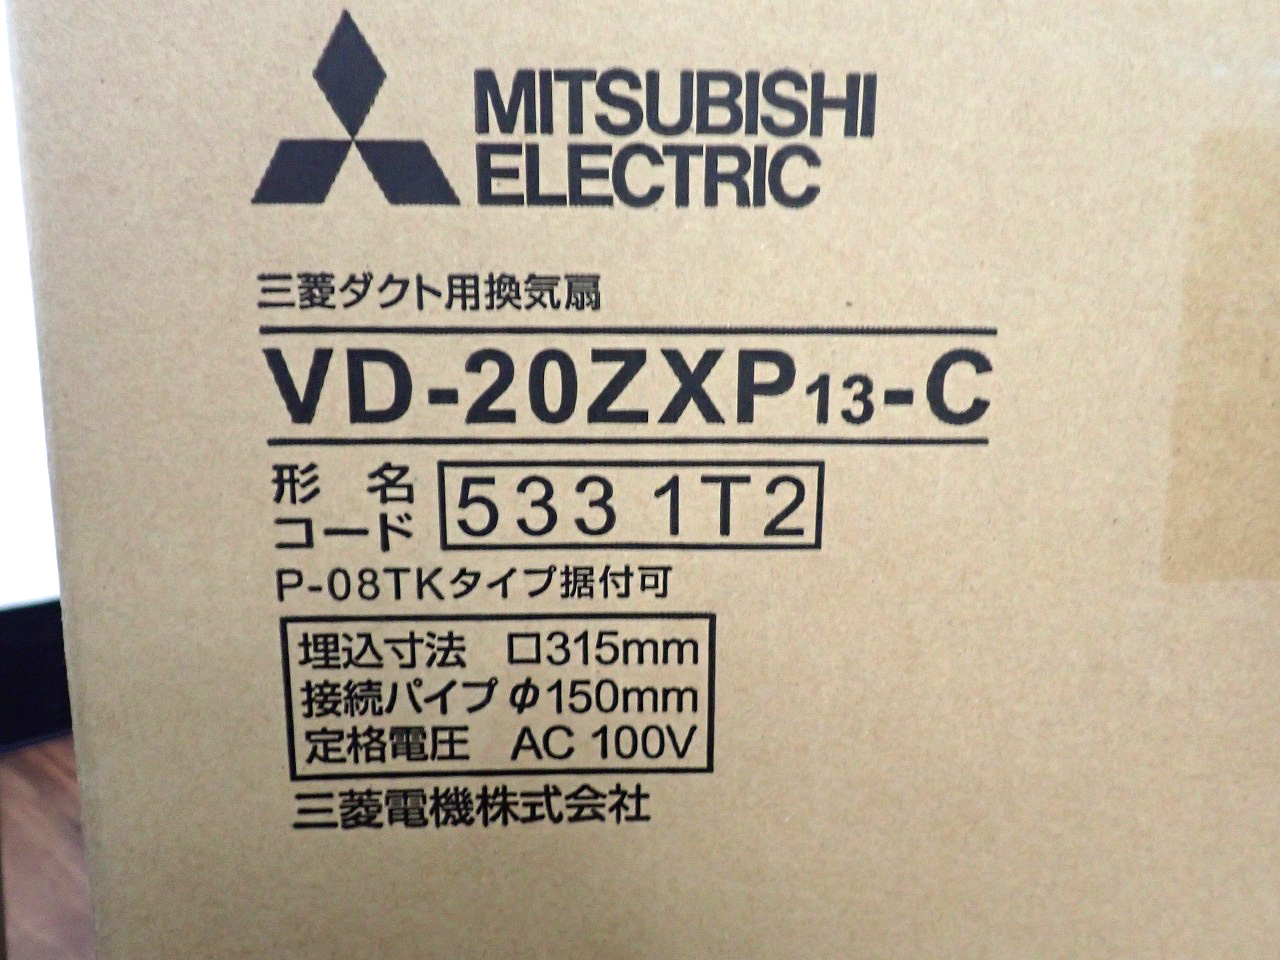 MITSUBISHI
ELECTRIC
三菱ダクト用換気扇
VD-20ZXP13-C
形名
コード 5331T2
P-08TKタイプ据付可
埋込寸法 □315mm
接続パイプ φ150mm
定格電圧 AC 100V
三菱電機株式会社